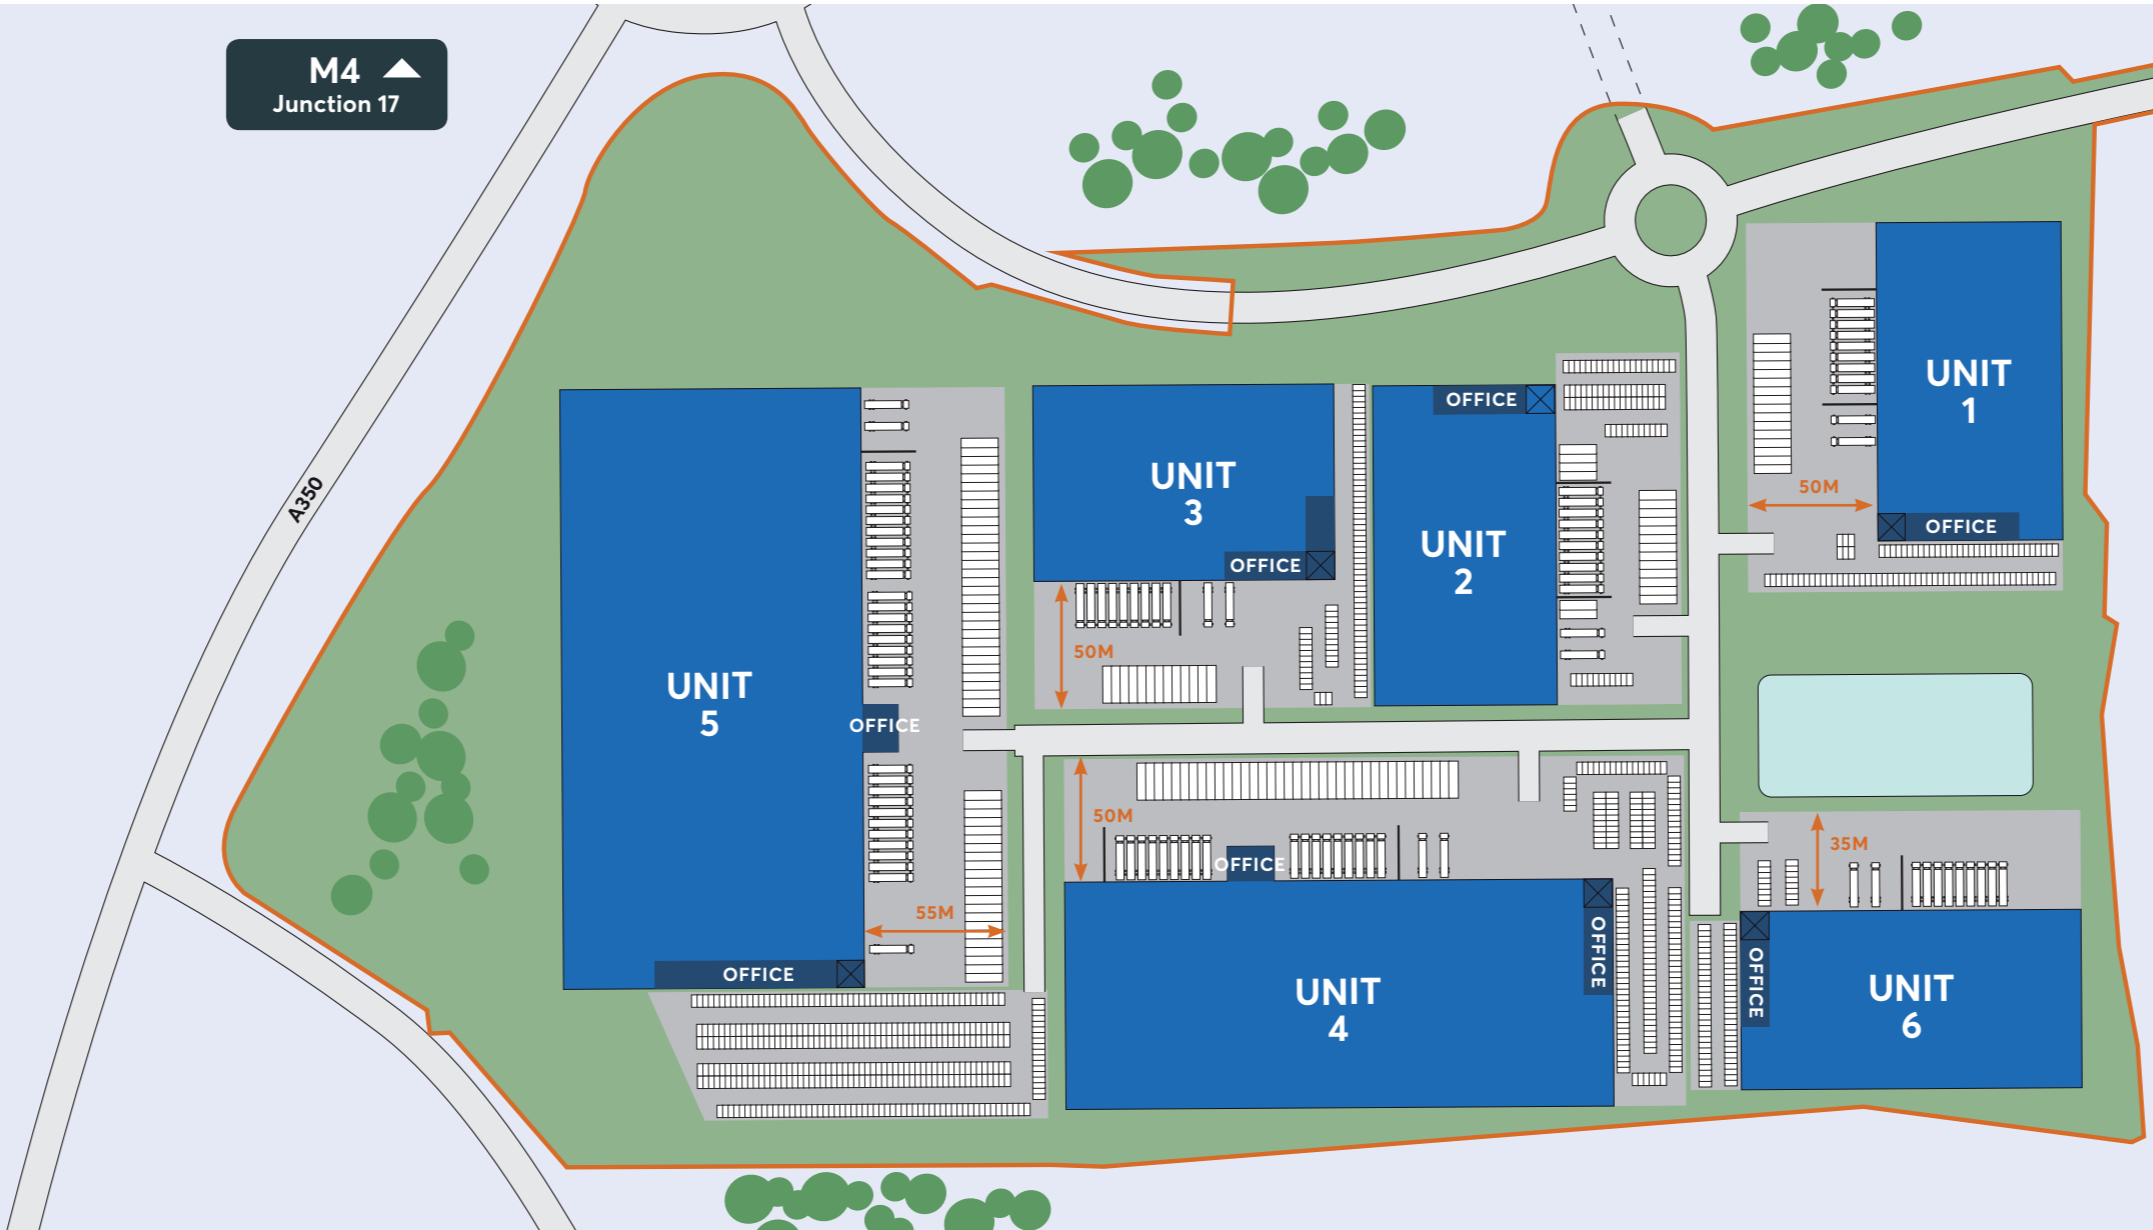 M4
Junction 17
A350
UNIT
1
50M
OFFICE
OFFICE
UNIT
2
UNIT
3
OFFICE
50M
UNIT
5
OFFICE
55M
OFFICE
50M
OFFICE
OFFICE
UNIT
4
35M
OFFICE
UNIT
6